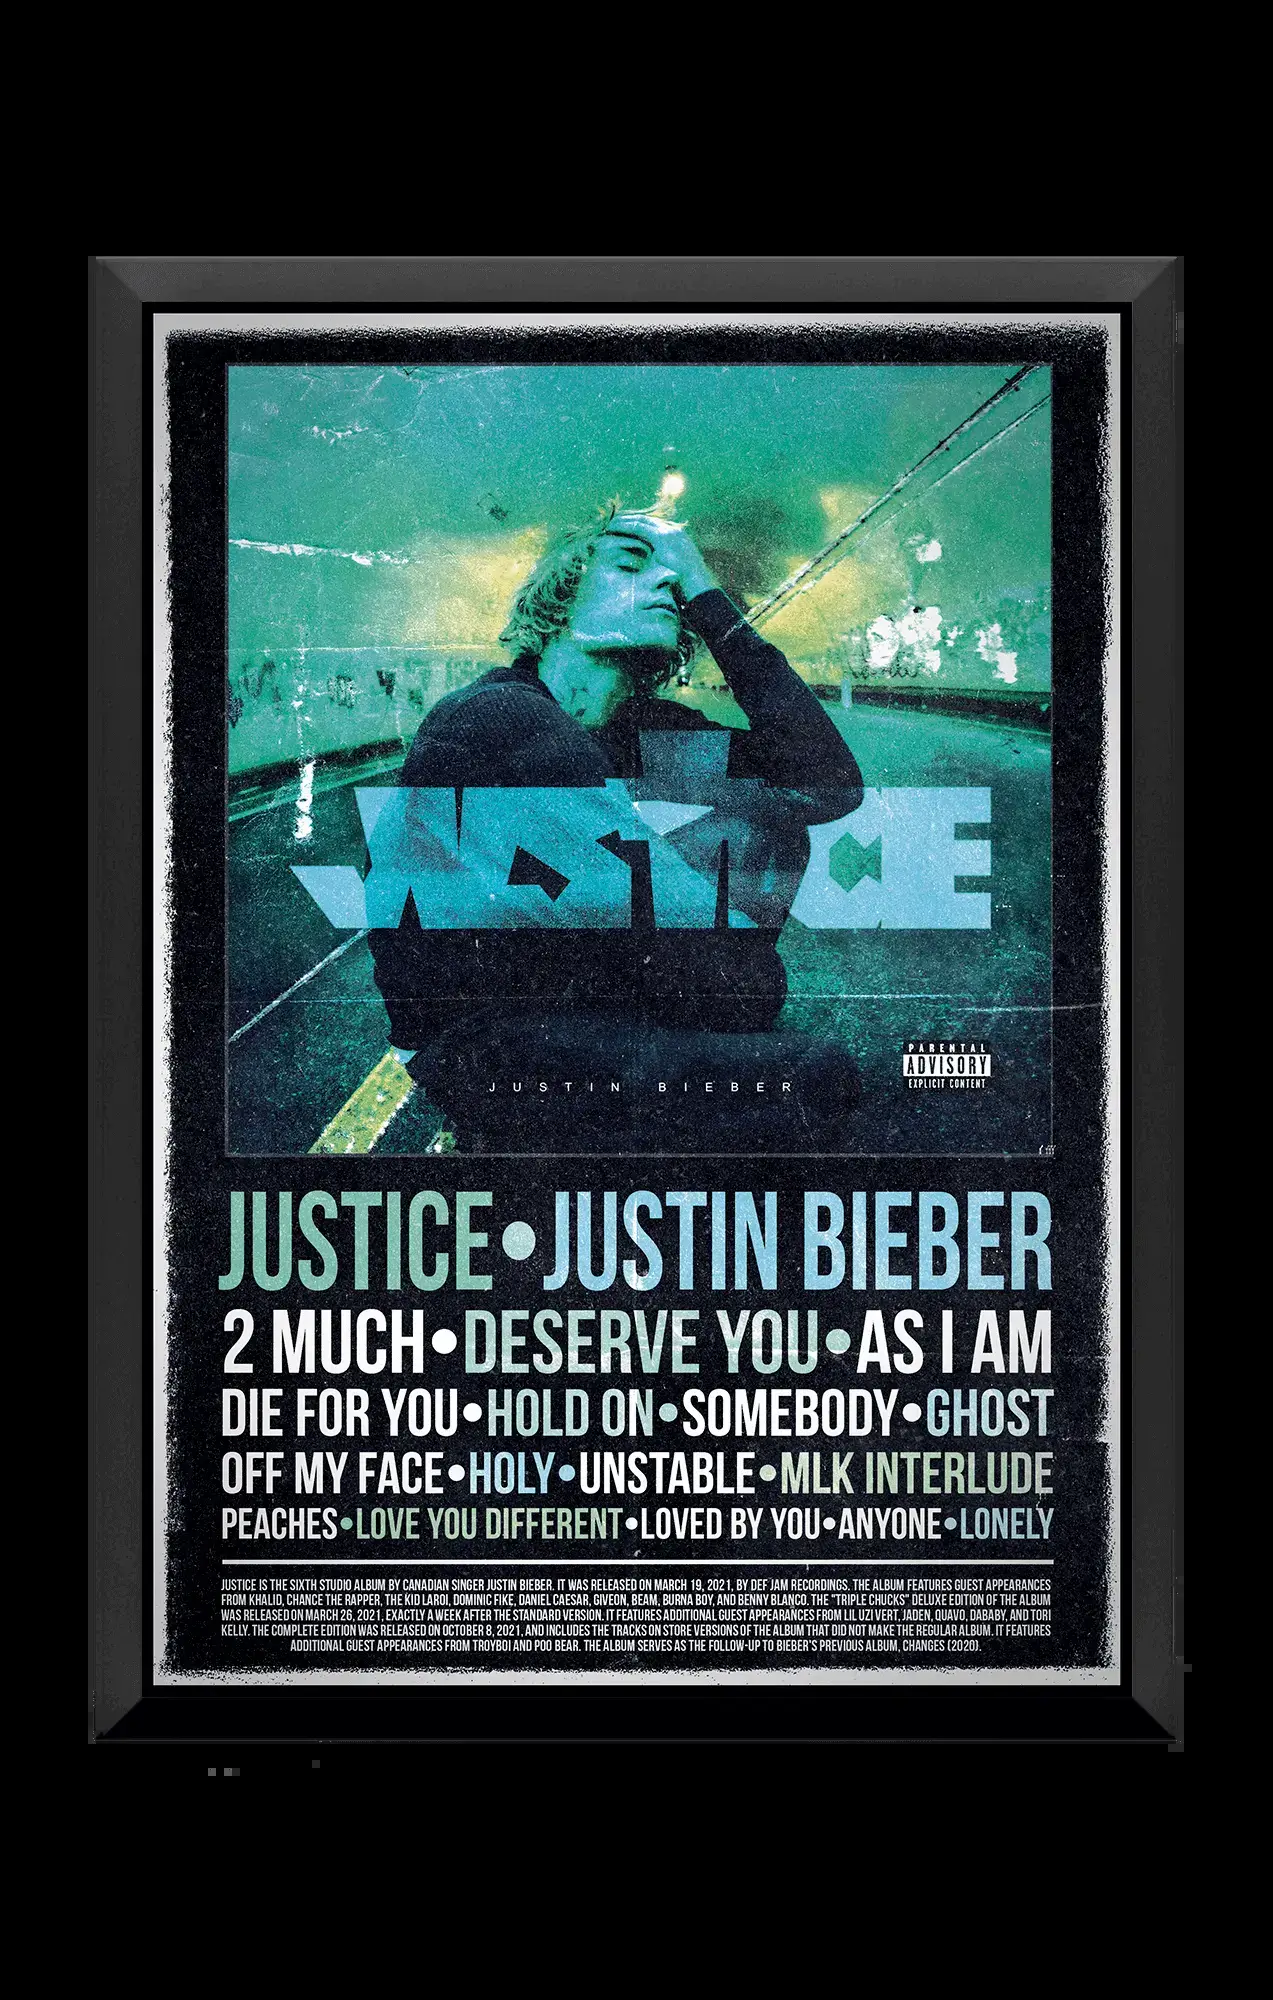 JUSTICE
JUSTIN BIEBER
PARENTAL
ADVISORY
EXPLICIT CONTENT
JUSTICE•JUSTIN BIEBER
2 MUCH•DESERVE YOU•AS I AM
DIE FOR YOU•HOLD ON•SOMEBODY•GHOST
OFF MY FACE•HOLY•UNSTABLE•MLK INTERLUDE
PEACHES•LOVE YOU DIFFERENT•LOVED BY YOU•ANYONE•LONELY
JUSTICE IS THE SIXTH STUDIO ALBUM BY CANADIAN SINGER JUSTIN BIEBER. IT WAS RELEASED ON MARCH 19, 2021, BY DEF JAM RECORDINGS. THE ALBUM FEATURES GUEST APPEARANCES
FROM KHALID, CHANCE THE RAPPER, THE KID LAROI, DOMINIC FIKE, DANIEL CAESAR, GIVEON, BEAM, BURNA BOY, AND BENNY BLANCO. THE "TRIPLE CHUCKS" DELUXE EDITION OF THE ALBUM
WAS RELEASED ON MARCH 26, 2021, EXACTLY A WEEK AFTER THE STANDARD VERSION. IT FEATURES ADDITIONAL GUEST APPEARANCES FROM LIL UZI VERT, JADEN, QUAVO, DABABY, AND TORI
KELLY. THE COMPLETE EDITION WAS RELEASED ON OCTOBER 8, 2021, AND INCLUDES THE TRACKS ON STORE VERSIONS OF THE ALBUM THAT DID NOT MAKE THE REGULAR ALBUM. IT FEATURES
ADDITIONAL GUEST APPEARANCES FROM TROYBOI AND POO BEAR. THE ALBUM SERVES AS THE FOLLOW-UP TO BIEBER'S PREVIOUS ALBUM, CHANGES (2020).